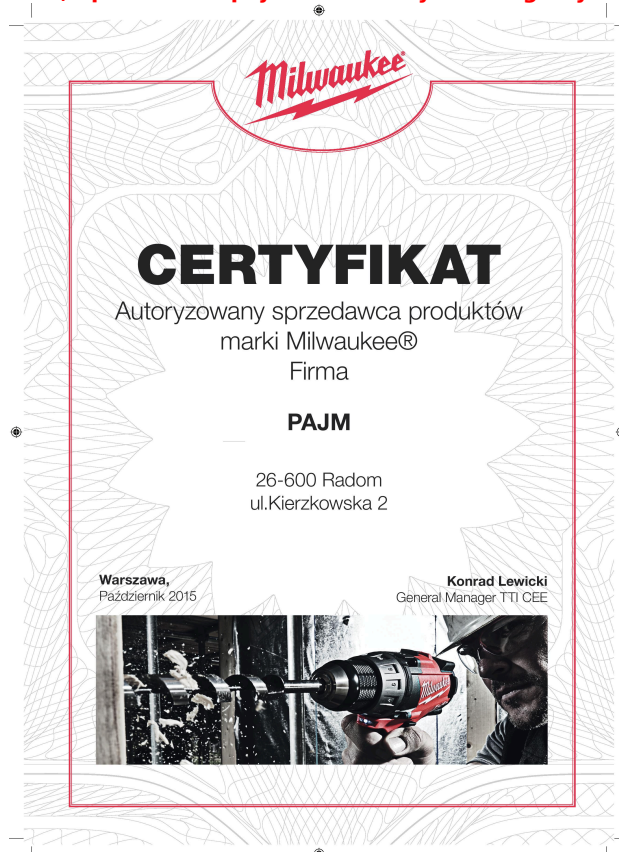 Milwaukee®
CERTYFIKAT
Autoryzowany sprzedawca produktów
marki Milwaukee®
Firma
PAJM
26-600 Radom
ul.Kierzkowska 2
Warszawa,
Październik 2015
Konrad Lewicki
General Manager TTI CEE
Milwaukee